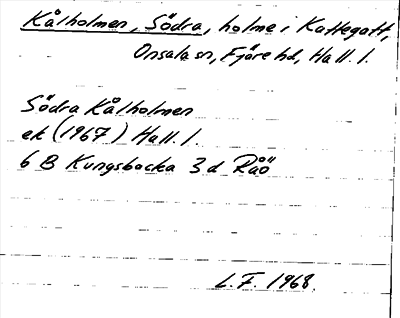 Kålholmen, Södra, holme i Kattegatt,
Onsala sn, Fjäre hd, Hall. l.
Södra Kålholmen
ek (1967) Hall. l.
6 B Kungsbacka 3 d Råö
L.F. 1968.